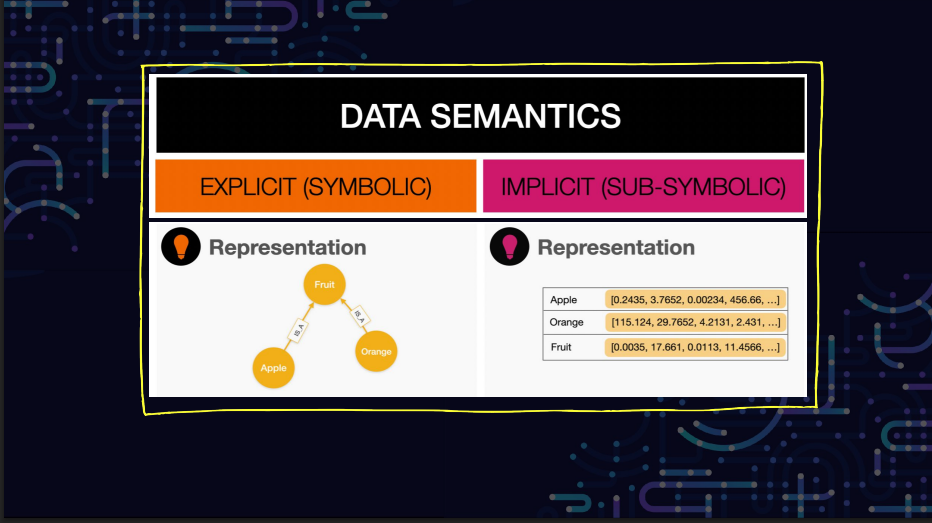 DATA SEMANTICS
EXPLICIT (SYMBOLIC)
IMPLICIT (SUB-SYMBOLIC)
Representation
Fruit
IS_A
IS_A
Apple
Orange
Representation
Apple [0.2435, 3.7652, 0.00234, 456.66, ...]
Orange [115.124, 29.7652, 4.2131, 2.431, ...]
Fruit [0.0035, 17.661, 0.0113, 11.4566, ...]